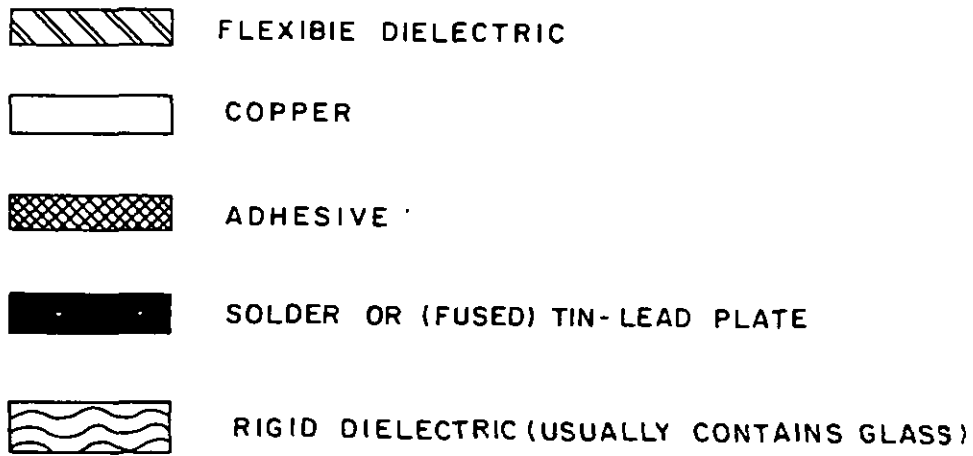 FLEXIBIE DIELECTRIC
COPPER
ADHESIVE
SOLDER OR (FUSED) TIN-LEAD PLATE
RIGID DIELECTRIC (USUALLY CONTAINS GLASS)